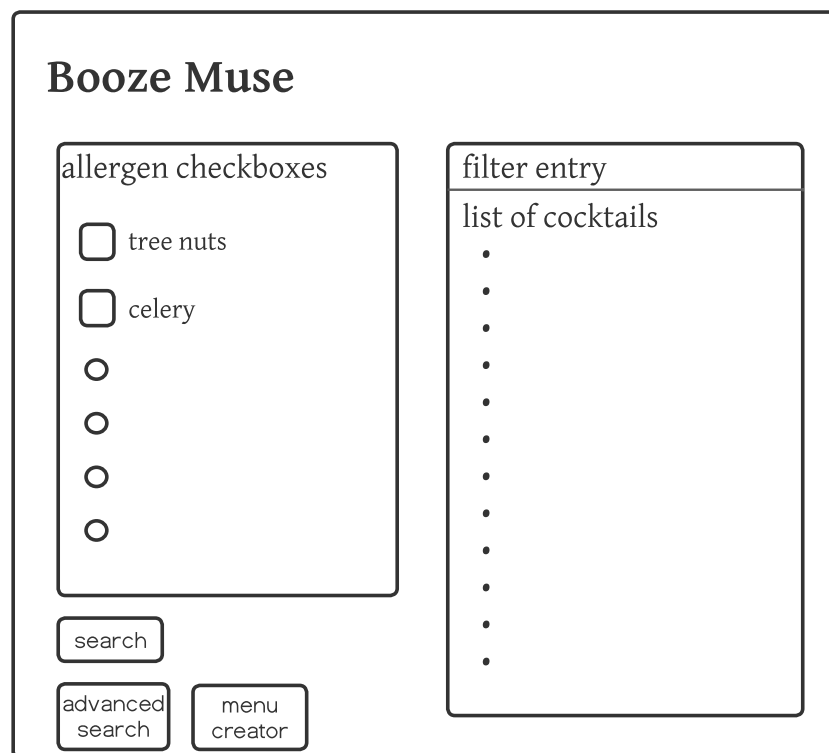 Booze Muse
allergen checkboxes
tree nuts
celery
filter entry
list of cocktails
search
advanced
search
menu
creator